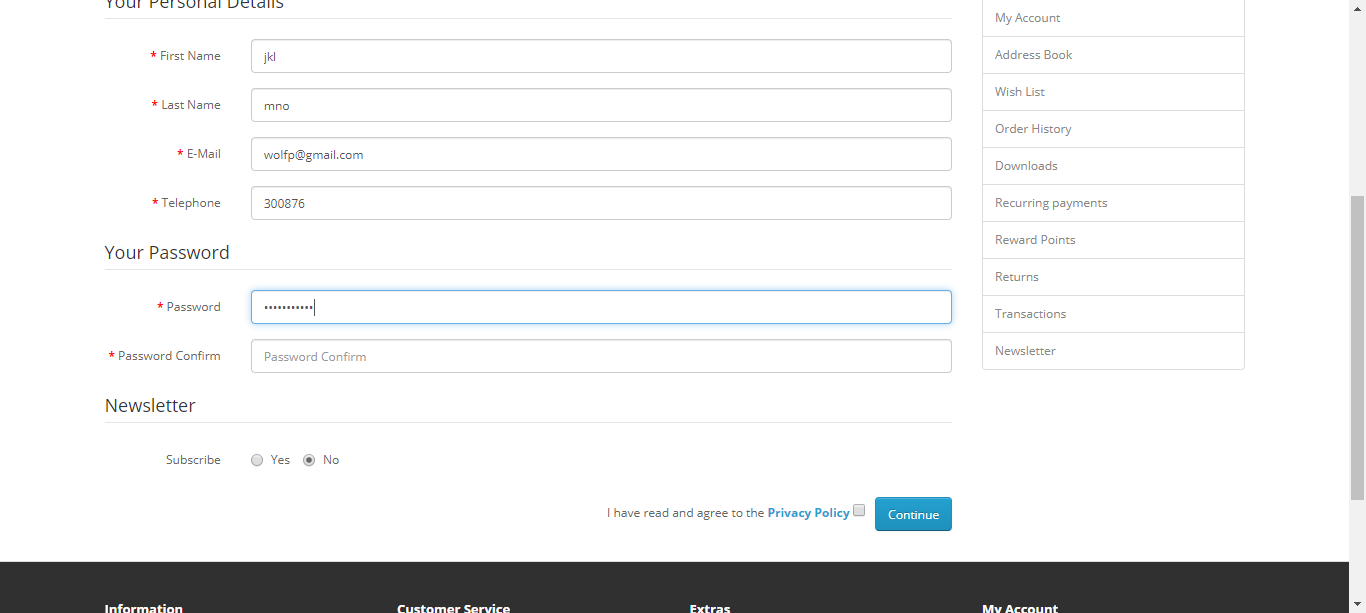 Your Personal Details
* First Name
jkl
* Last Name
mno
* E-Mail
wolfp@gmail.com
* Telephone
300876
Your Password
* Password
•••••••••••
* Password Confirm
Password Confirm
Newsletter
Subscribe
Yes
No
I have read and agree to the Privacy Policy
Continue
My Account
Address Book
Wish List
Order History
Downloads
Recurring payments
Reward Points
Returns
Transactions
Newsletter
Information
Customer Service
Extras
My Account